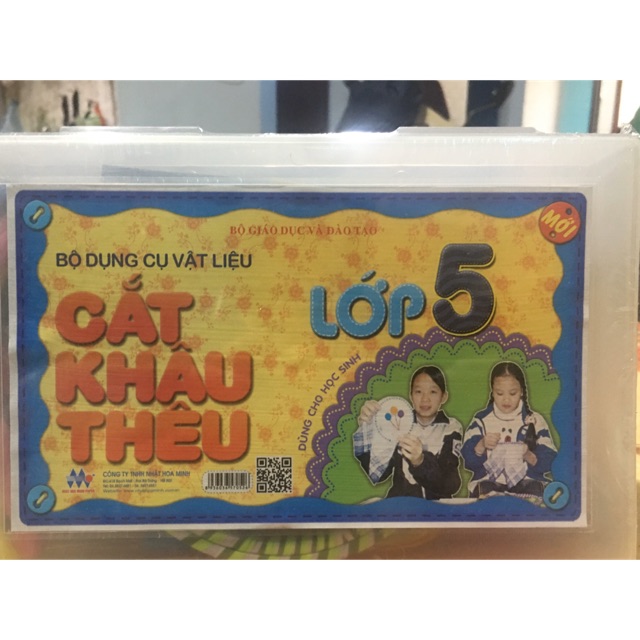 BỘ GIÁO DỤC VÀ ĐÀO TẠO
MỚI
BỘ DỤNG CỤ VẬT LIỆU
CẮT
KHÂU
THÊU
LỚP 5
DÙNG CHO HỌC SINH
CÔNG TY TNHH NHẬT HOA MINH